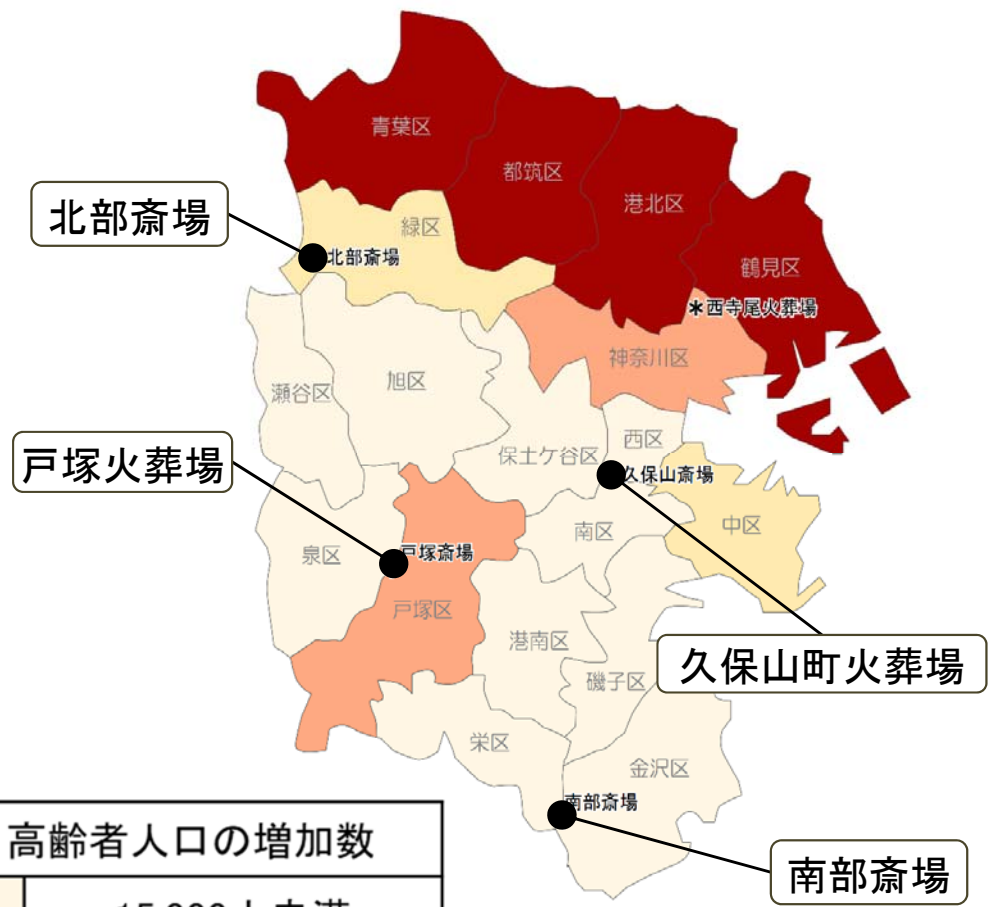 青葉区
都筑区
港北区
北部斎場
緑区
北部斎場
鶴見区
*西寺尾火葬場
神奈川区
旭区
瀬谷区
西区
戸塚火葬場
保土ケ谷区
久保山斎場
中区
南区
戸塚斎場
泉区
戸塚区
港南区
久保山町火葬場
磯子区
栄区
金沢区
南部斎場
高齢者人口の増加数
南部斎場